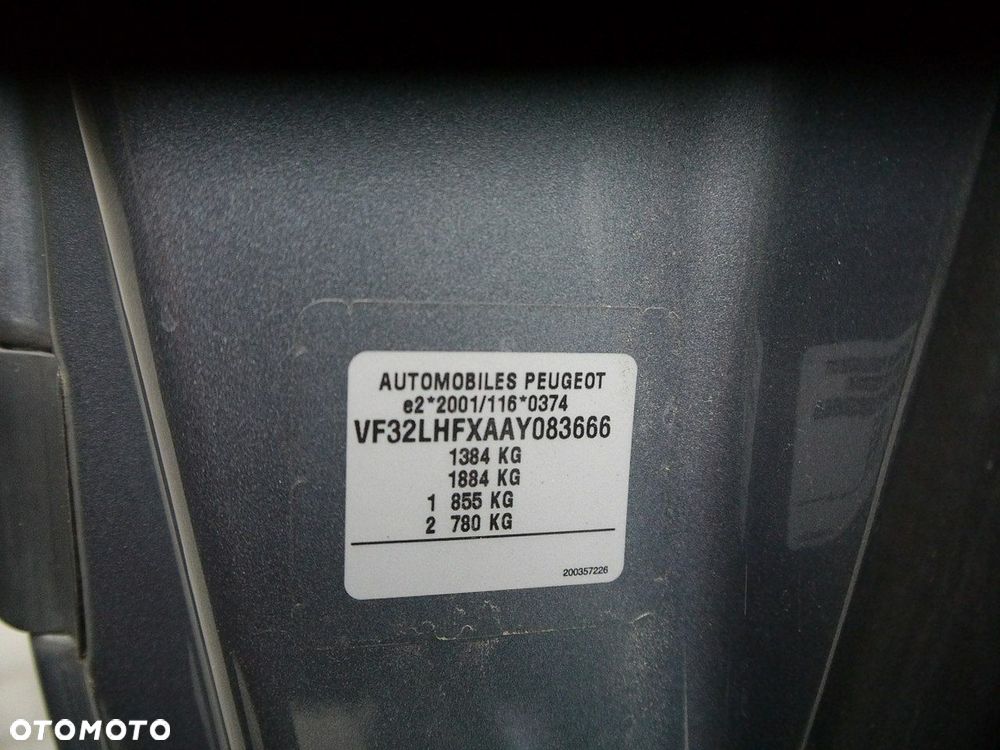 AUTOMOBILES PEUGEOT
e2*2001/116*0374
VF32LHFXAAY083666
1384 KG
1884 KG
1 855 KG
2 780 KG
200357226
OTOMOTO